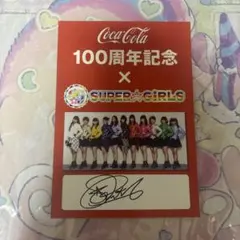 Coca-Cola
100周年記念
×
SUPER☆GiRLS